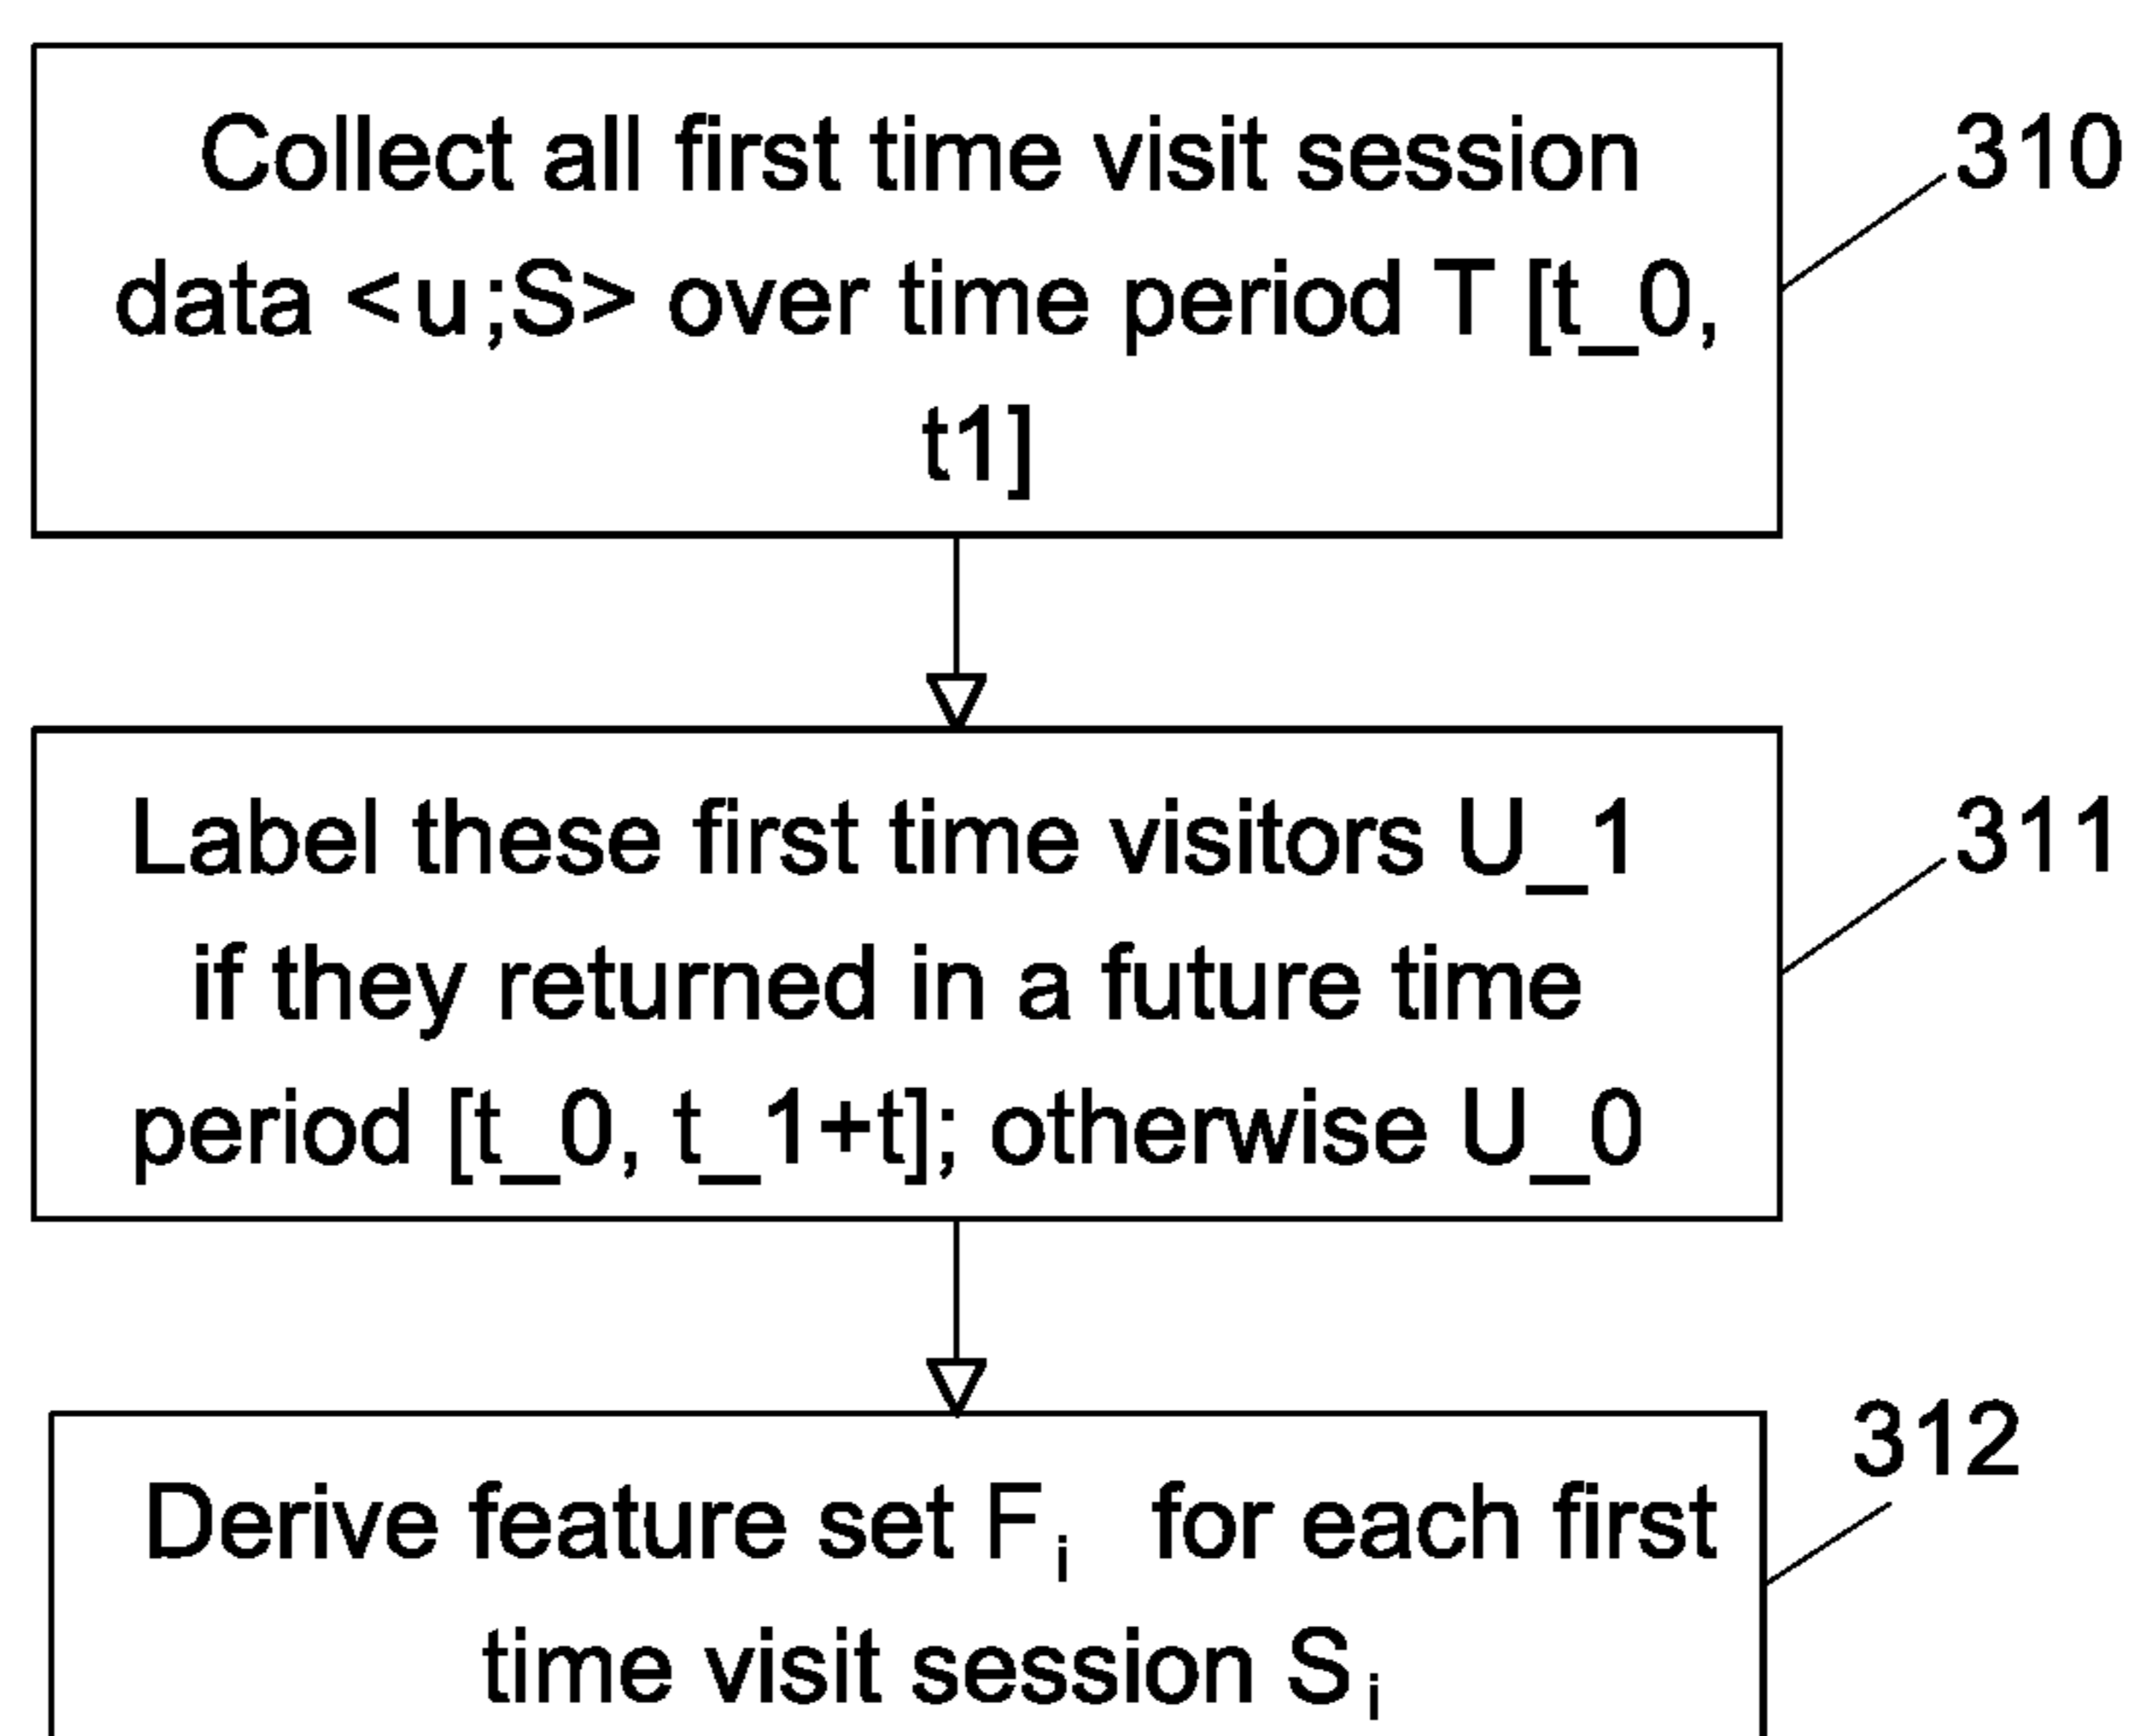 Collect all first time visit session
310
data <u;S> over time period T [t_0,
t1]
Label these first time visitors U_1
311
if they returned in a future time
period [t_0, t_1+t]; otherwise U_0
312
Derive feature set F i for each first
time visit session S i